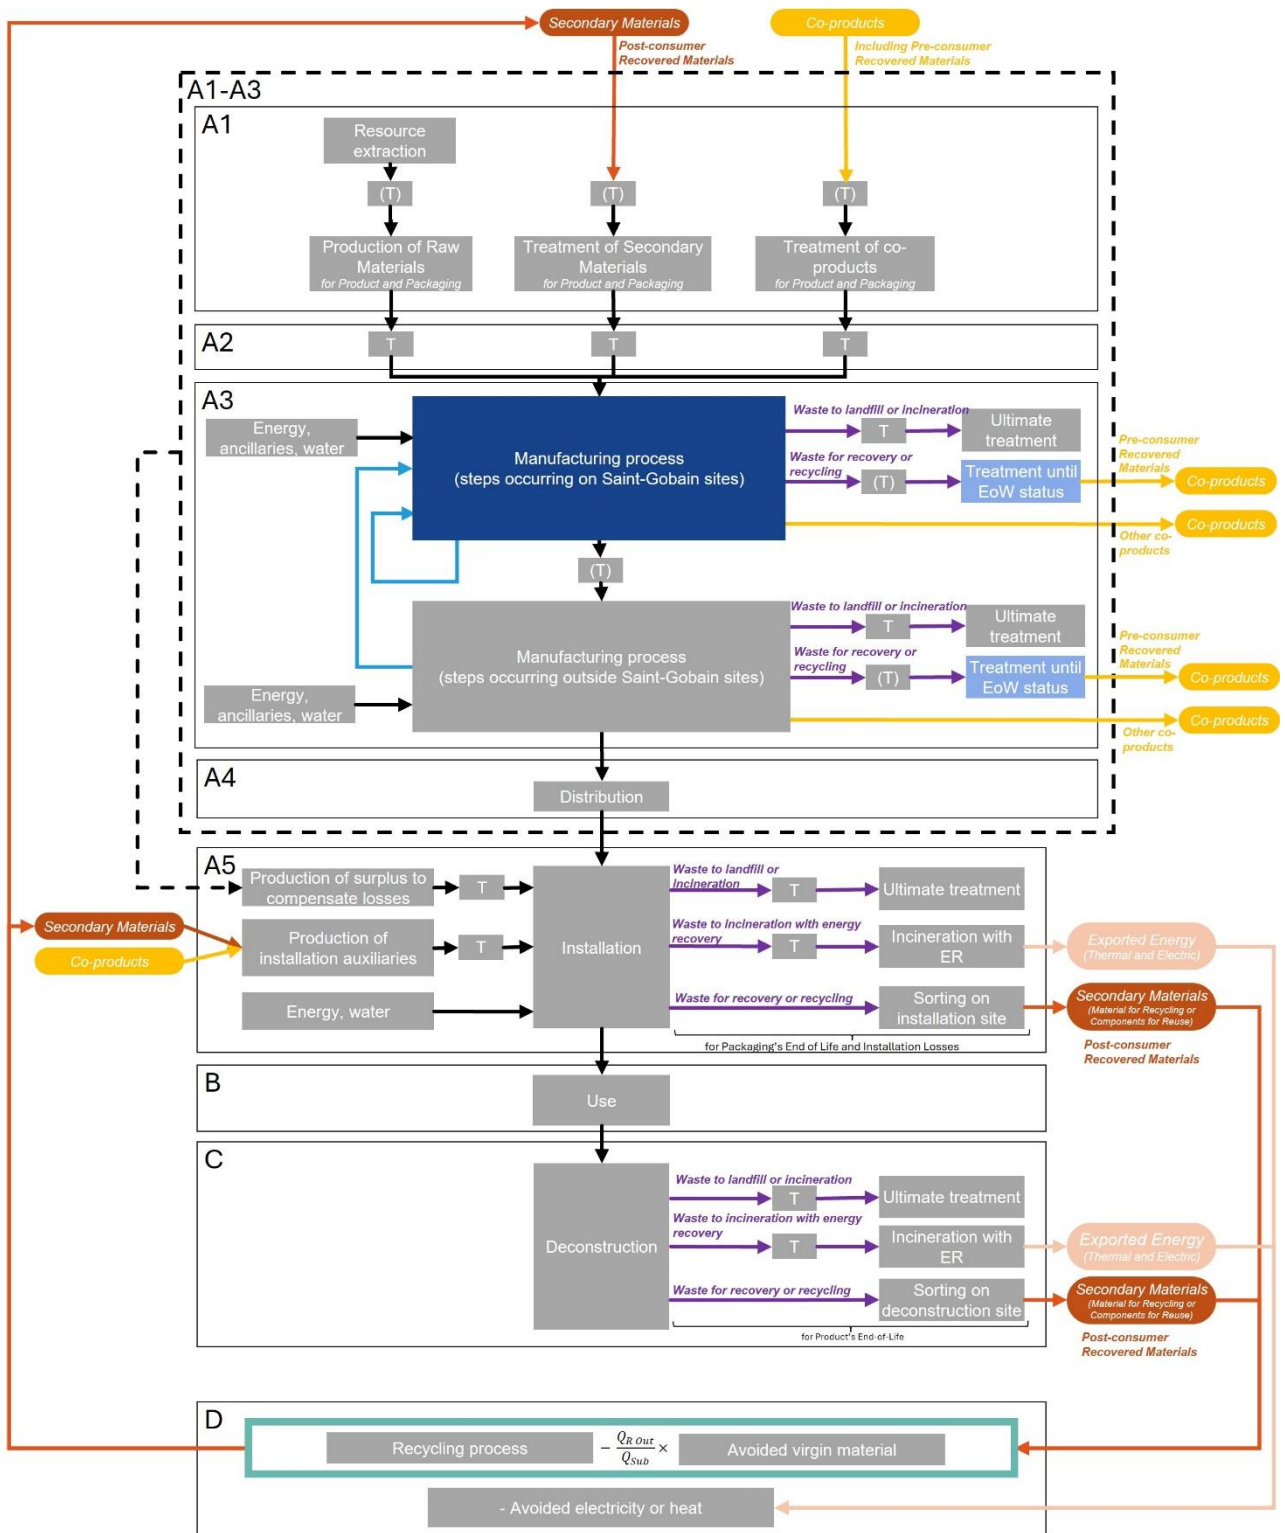 Secondary Materials
Co-products
Post-consumer
Recovered Materials
Including Pre-consumer
Recovered Materials
A1-A3
A1
Resource
extraction
(T)
(T)
(T)
Production of Raw
Materials
for Product and Packaging
Treatment of Secondary
Materials
for Product and Packaging
Treatment of co-
products
for Product and Packaging
A2
T
T
T
A3
Energy,
ancillaries, water
Manufacturing process
(steps occurring on Saint-Gobain sites)
Waste to landfill or incineration
T
Ultimate
treatment
Waste for recovery or
recycling
(T)
Treatment until
EoW status
Pre-consumer
Recovered
Materials
Co-products
Other co-
products
Co-products
(T)
Manufacturing process
(steps occurring outside Saint-Gobain sites)
Energy,
ancillaries, water
Waste to landfill or incineration
T
Ultimate
treatment
Waste for recovery or
recycling
(T)
Treatment until
EoW status
Pre-consumer
Recovered
Materials
Co-products
Other co-
products
Co-products
A4
Distribution
A5
Production of surplus to
compensate losses
T
Secondary Materials
Co-products
Production of
installation auxiliaries
T
Energy, water
Installation
Waste to landfill or
incineration
T
Ultimate treatment
Waste to incineration with energy
recovery
T
Incineration with
ER
Exported Energy
(Thermal and Electric)
Waste for recovery or recycling
Sorting on
installation site
Secondary Materials
(Material for Recycling or
Components for Reuse)
Post-consumer
Recovered Materials
for Packaging's End of Life and Installation Losses
B
Use
C
Deconstruction
Waste to landfill or incineration
T
Ultimate treatment
Waste to incineration with energy
recovery
T
Incineration with
ER
Exported Energy
(Thermal and Electric)
Waste for recovery or recycling
Sorting on
deconstruction site
Secondary Materials
(Material for Recycling or
Components for Reuse)
Post-consumer
Recovered Materials
for Product's End-of-Life
D
Recycling process
− Q_R Out / Q_Sub ×
Avoided virgin material
- Avoided electricity or heat